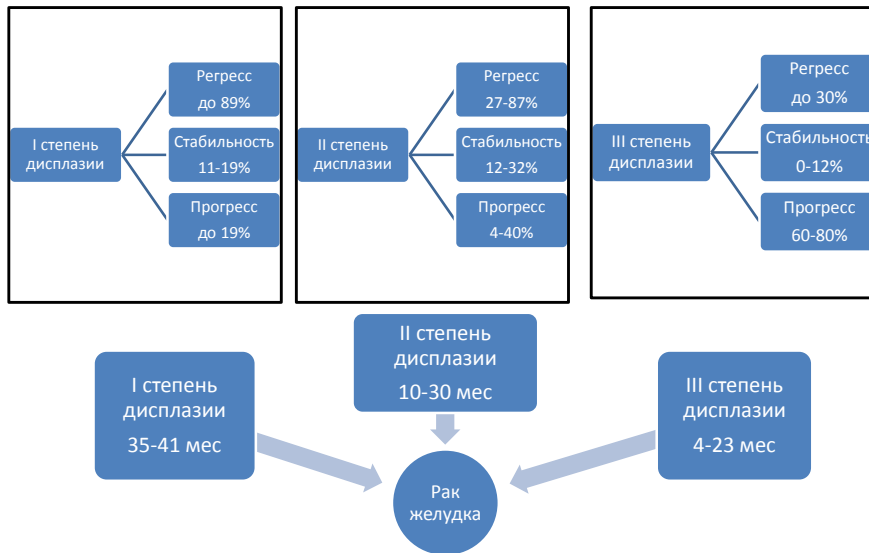 I степень
дисплазии
Регресс
до 89%
Стабильность
11-19%
Прогресс
до 19%
II степень
дисплазии
Регресс
27-87%
Стабильность
12-32%
Прогресс
4-40%
III степень
дисплазии
Регресс
до 30%
Стабильность
0-12%
Прогресс
60-80%
I степень
дисплазии
35-41 мес
II степень
дисплазии
10-30 мес
III степень
дисплазии
4-23 мес
Рак
желудка